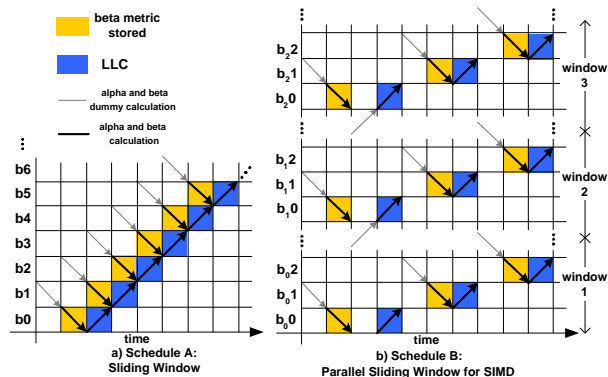 beta metric
stored
LLC
alpha and beta
dummy calculation
alpha and beta
calculation
b6
b5
b4
b3
b2
b1
b0
time
a) Schedule A:
Sliding Window
b₂2
b₂1
b₂0
window
3
b₁2
b₁1
b₁0
window
2
b₀2
b₀1
b₀0
window
1
time
b) Schedule B:
Parallel Sliding Window for SIMD